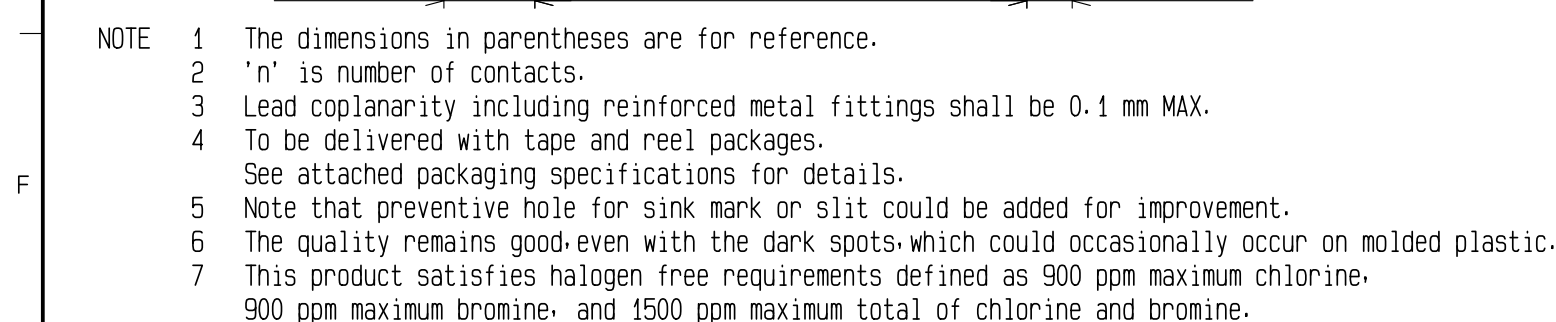 NOTE 1 The dimensions in parentheses are for reference.
2 'n' is number of contacts.
3 Lead coplanarity including reinforced metal fittings shall be 0.1 mm MAX.
4 To be delivered with tape and reel packages.
See attached packaging specifications for details.
F
5 Note that preventive hole for sink mark or slit could be added for improvement.
6 The quality remains good,even with the dark spots,which could occasionally occur on molded plastic.
7 This product satisfies halogen free requirements defined as 900 ppm maximum chlorine,
900 ppm maximum bromine, and 1500 ppm maximum total of chlorine and bromine.